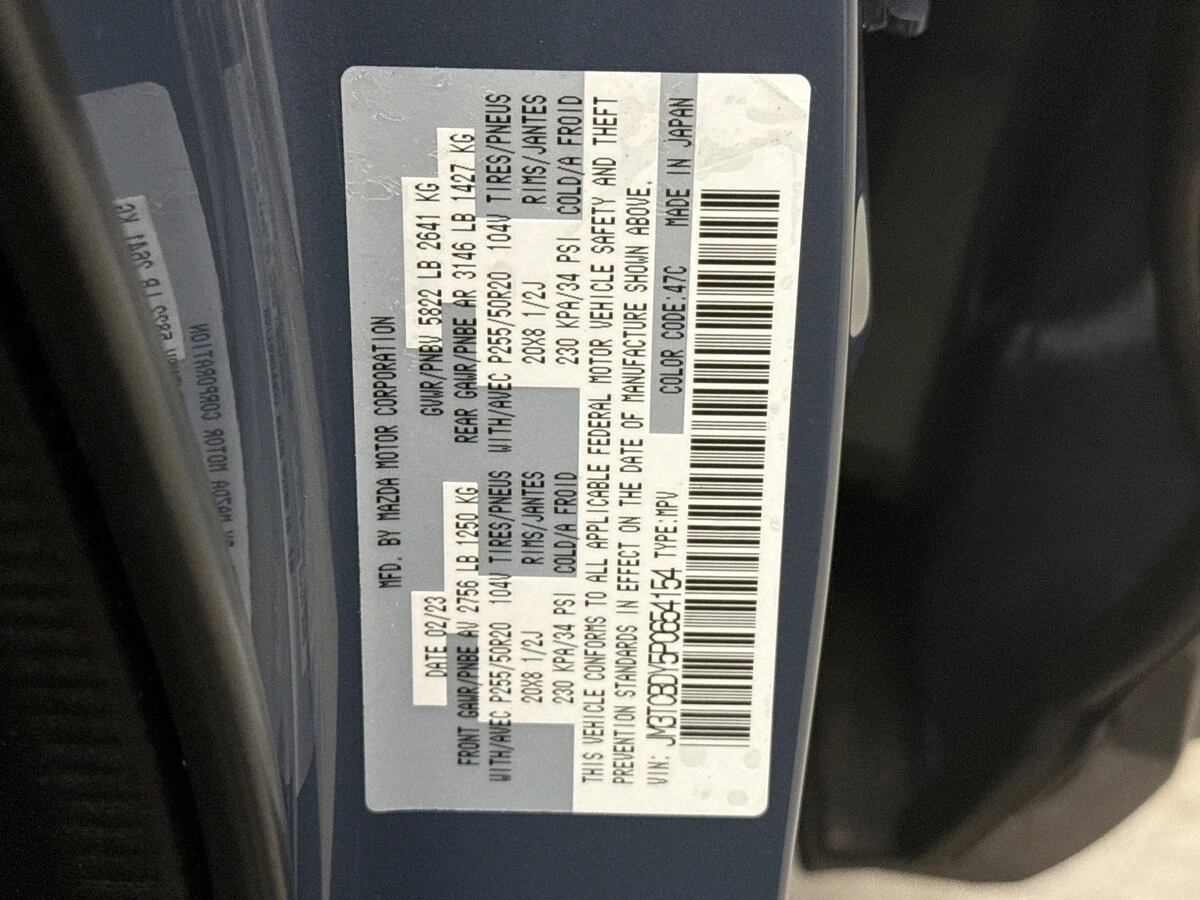 MFD. BY MAZDA MOTOR CORPORATION
DATE 02/23 GVWR/PNBV 5822 LB 2641 KG
FRONT GAWR/PNBE AV 2756 LB 1250 KG REAR GAWR/PNBE AR 3146 LB 1427 KG
WITH/AVEC P255/50R20 104V TIRES/PNEUS WITH/AVEC P255/50R20 104V TIRES/PNEUS
20X8 1/2J RIMS/JANTES 20X8 1/2J RIMS/JANTES
230 KPA/34 PSI COLD/A FROID 230 KPA/34 PSI COLD/A FROID
THIS VEHICLE CONFORMS TO ALL APPLICABLE FEDERAL MOTOR VEHICLE SAFETY AND THEFT
PREVENTION STANDARDS IN EFFECT ON THE DATE OF MANUFACTURE SHOWN ABOVE.
VIN: JM3TCBDY5P0654154 TYPE:MPV COLOR CODE:47C MADE IN JAPAN